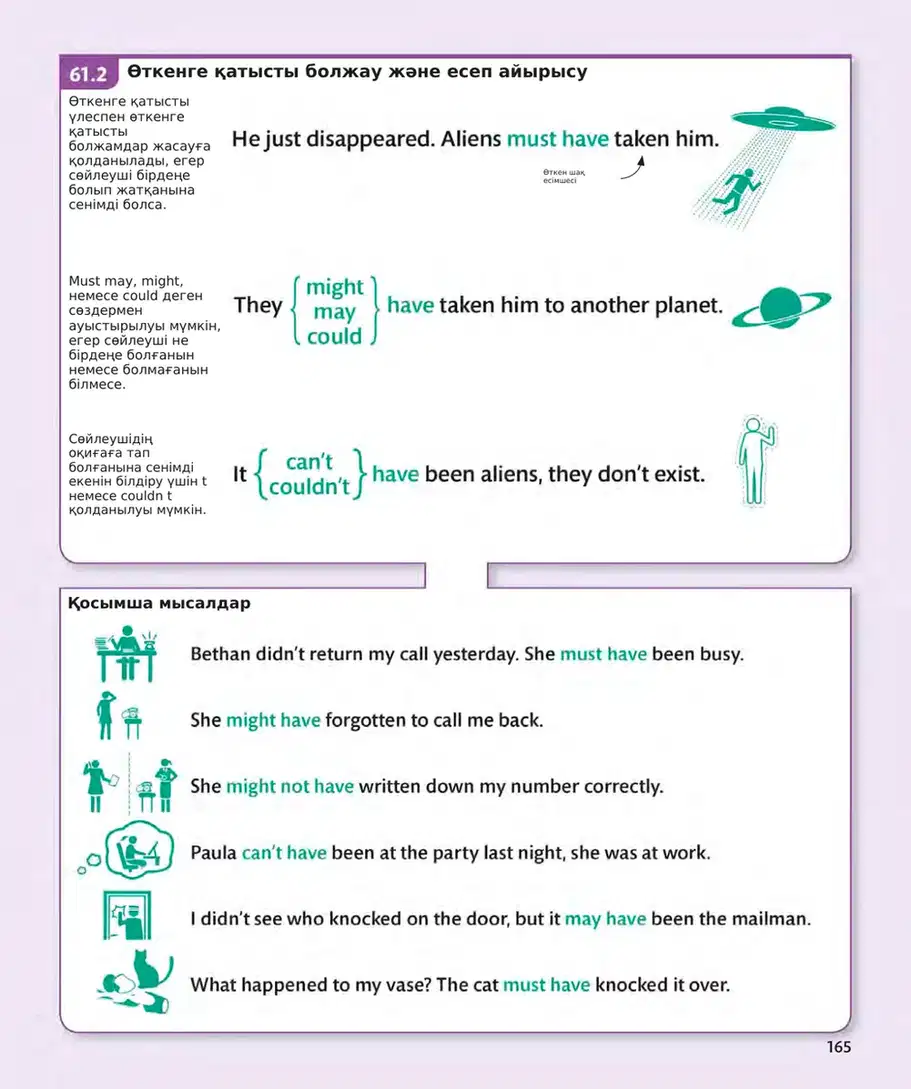 61.2 Өткенге қатысты болжау және есеп айырысу
Өткенге қатысты
үлеспен өткенге
қатысты
болжамдар жасауға
қолданылады, егер
сөйлеуші бірдеңе
болып жатқанына
сенімді болса.
He just disappeared. Aliens must have taken him.
Өткен шақ
есімшесі
Must may, might,
немесе could деген
сөздермен
ауыстырылуы мүмкін,
егер сөйлеуші не
бірдеңе болғанын
немесе болмағанын
білмесе.
might
They may have taken him to another planet.
could
Сөйлеушідің
оқиғаға тап
болғанына сенімді
екенін білдіру үшін t
немесе couldn t
қолданылуы мүмкін.
can't
It have been aliens, they don't exist.
couldn't
Қосымша мысалдар
Bethan didn't return my call yesterday. She must have been busy.
She might have forgotten to call me back.
She might not have written down my number correctly.
Paula can't have been at the party last night, she was at work.
I didn't see who knocked on the door, but it may have been the mailman.
What happened to my vase? The cat must have knocked it over.
165